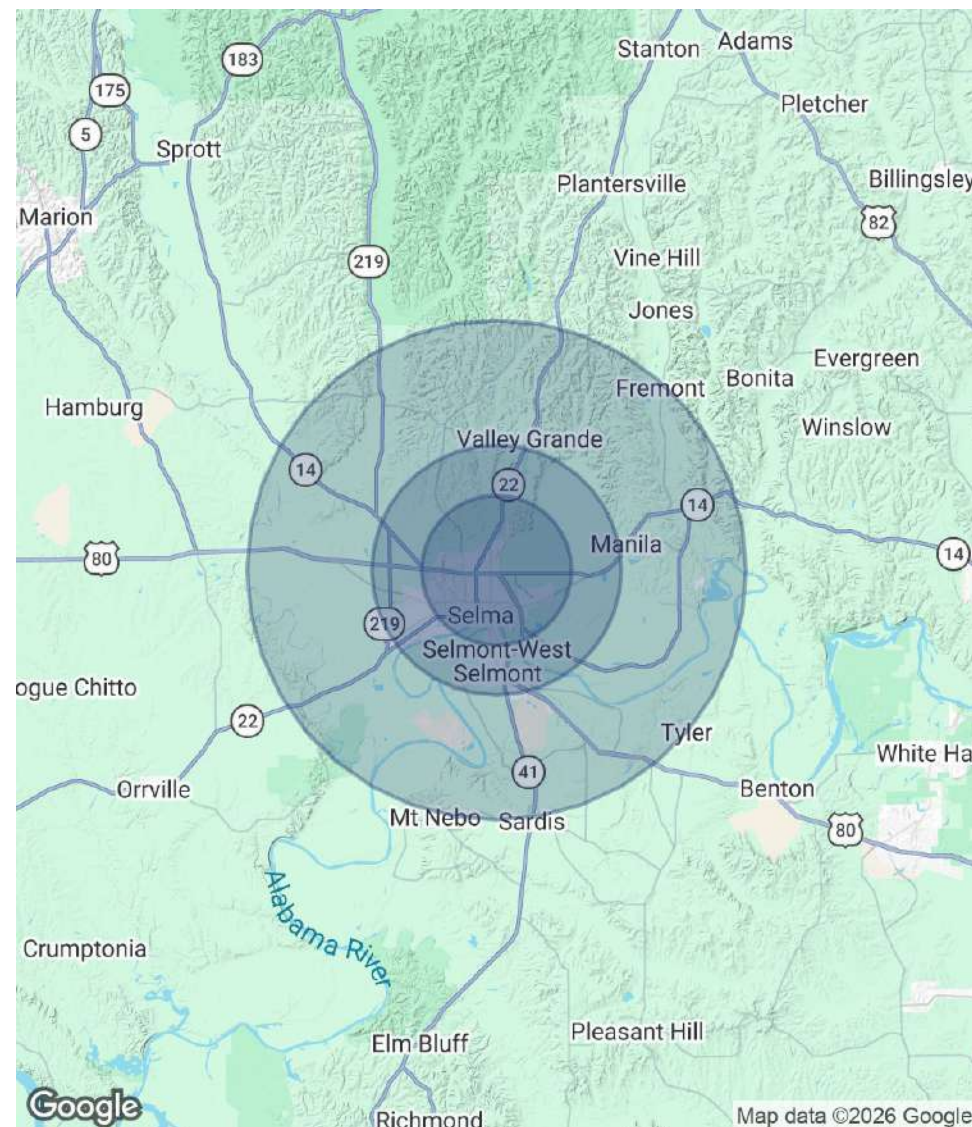 Stanton
Adams
183
175
Pletcher
5
Sprott
Plantersville
Billingsley
Marion
82
219
Vine Hill
Jones
Evergreen
Fremont
Bonita
Hamburg
Winslow
Valley Grande
14
22
14
Manila
80
14
Selma
219
Selmont-West
Selmont
ogue Chitto
22
Tyler
White Ha
41
Orrville
Benton
Mt Nebo
Sardis
80
Alabama River
Crumptonia
Elm Bluff
Pleasant Hill
Google
Richmond
Map data ©2026 Google